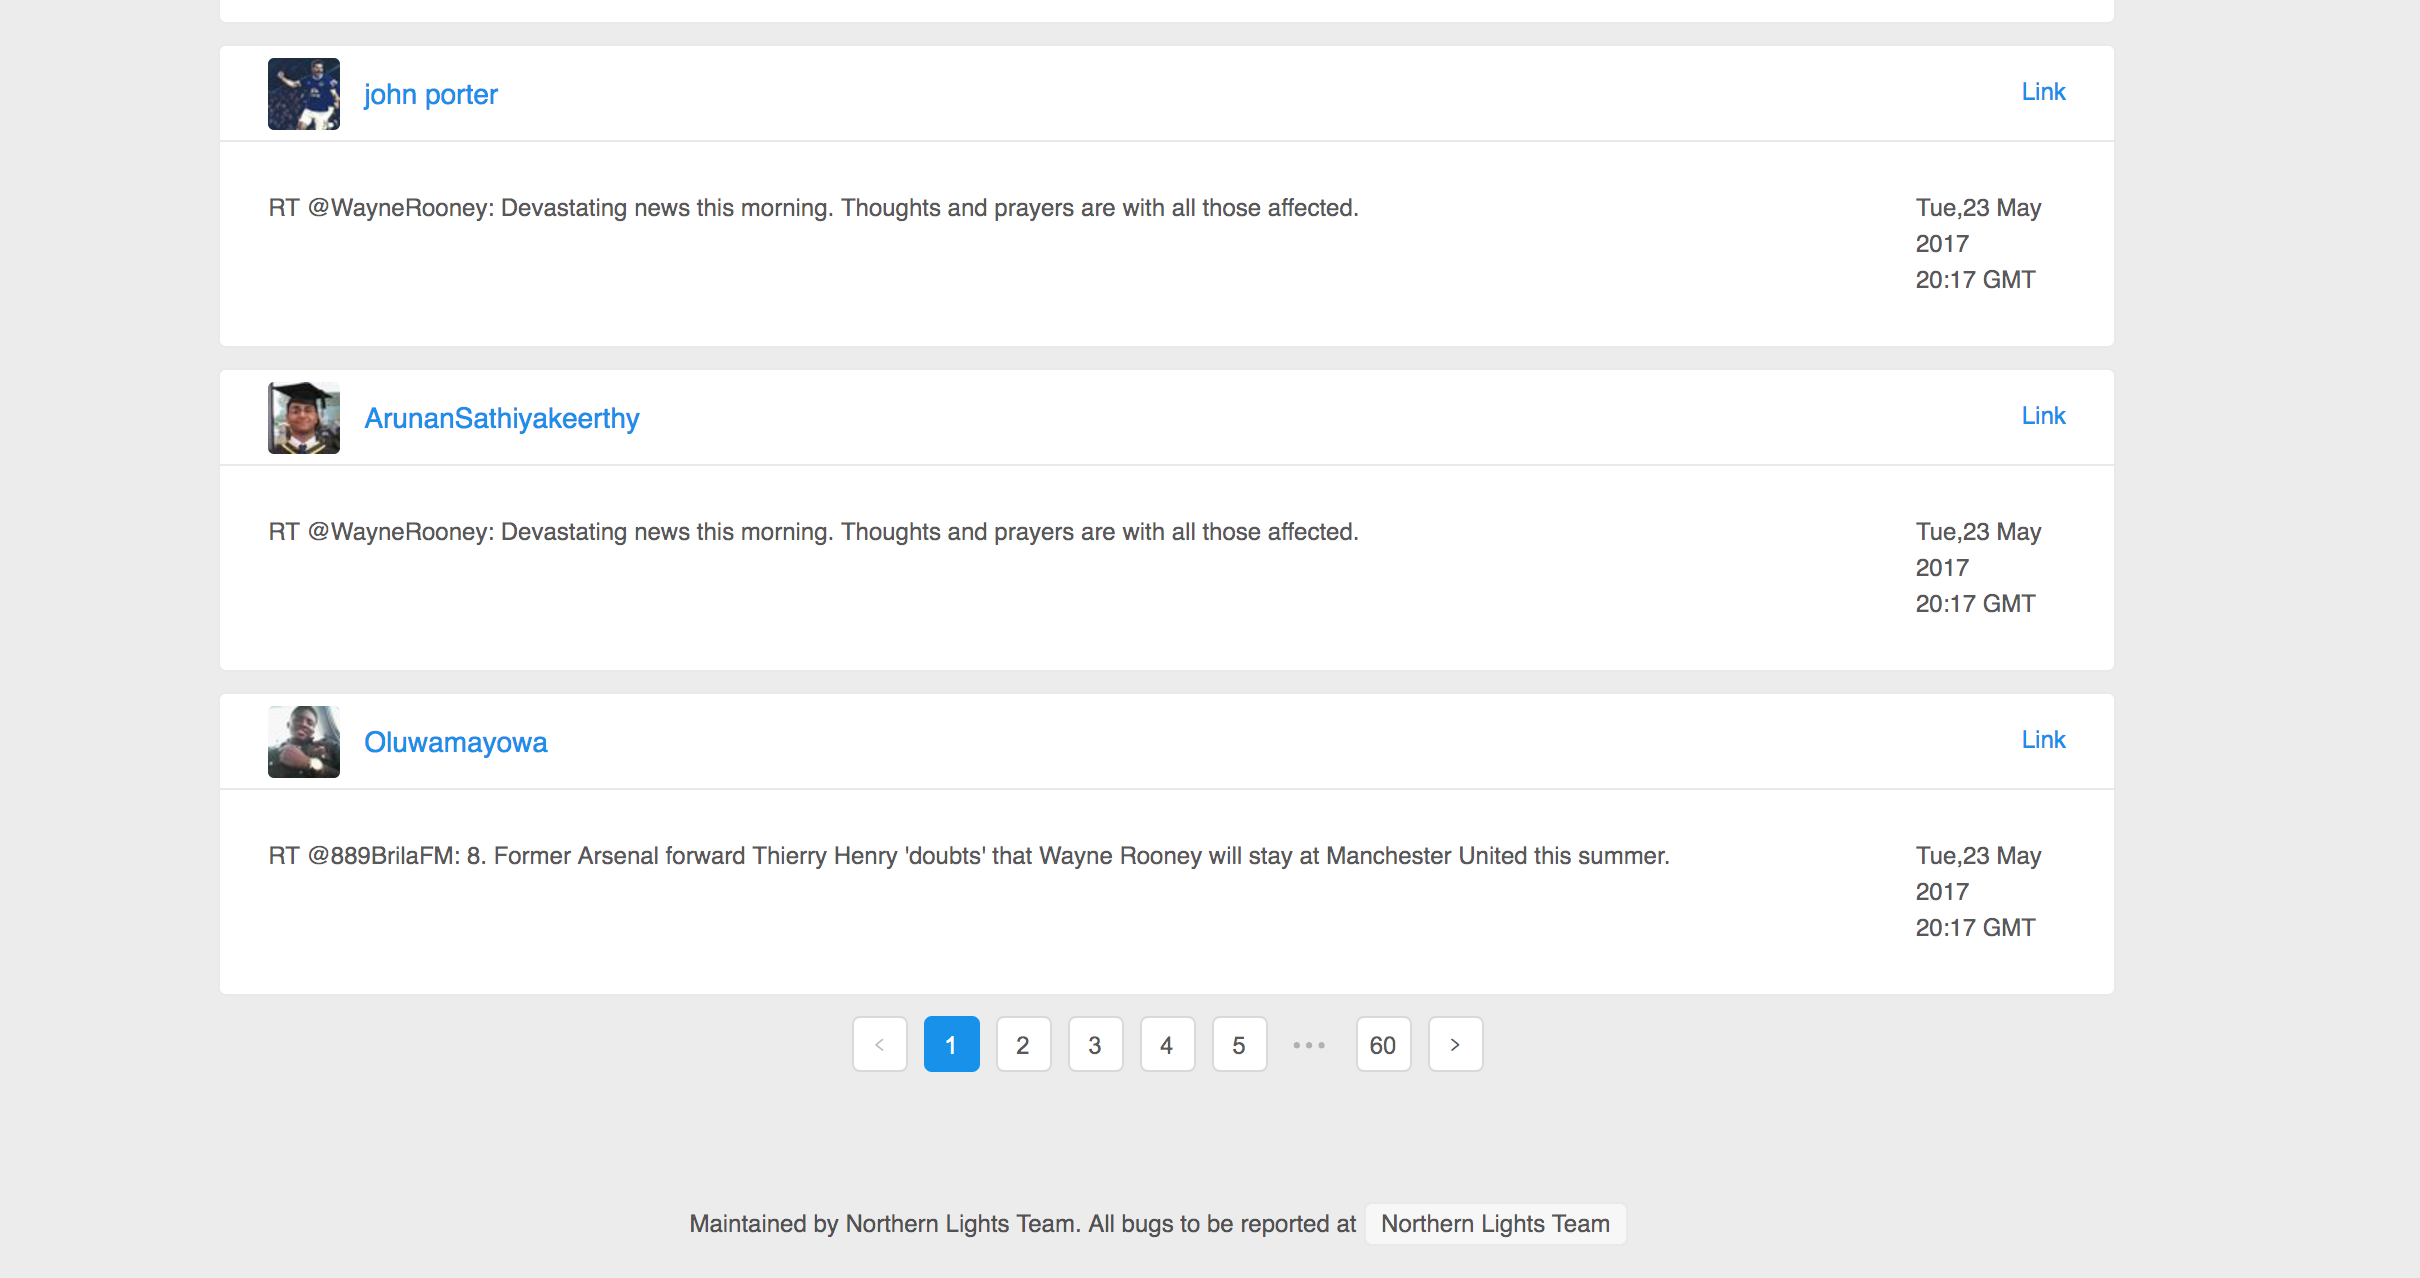 john porter
Link
RT @WayneRooney: Devastating news this morning. Thoughts and prayers are with all those affected.
Tue,23 May
2017
20:17 GMT
ArunanSathiyakeerthy
Link
RT @WayneRooney: Devastating news this morning. Thoughts and prayers are with all those affected.
Tue,23 May
2017
20:17 GMT
Oluwamayowa
Link
RT @889BrilaFM: 8. Former Arsenal forward Thierry Henry 'doubts' that Wayne Rooney will stay at Manchester United this summer.
Tue,23 May
2017
20:17 GMT
< 1 2 3 4 5 ••• 60 >
Maintained by Northern Lights Team. All bugs to be reported at Northern Lights Team